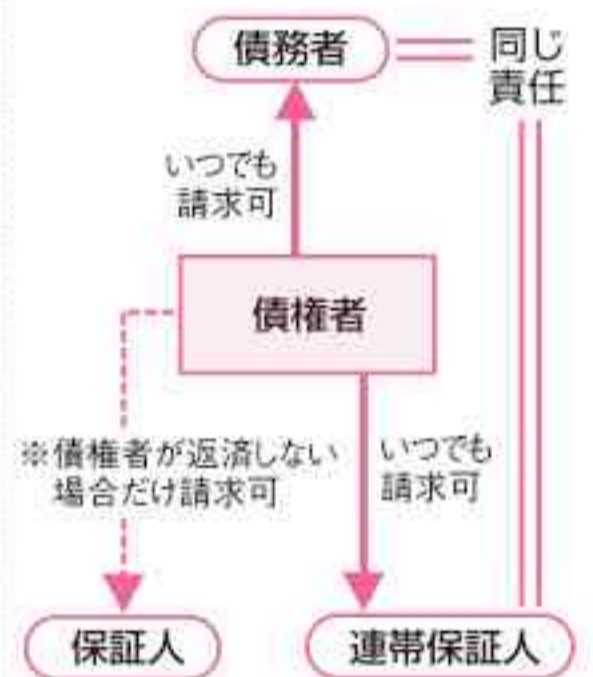 債務者
同じ
責任
いつでも
請求可
債権者
※債権者が返済しない
場合だけ請求可
いつでも
請求可
保証人
連帯保証人